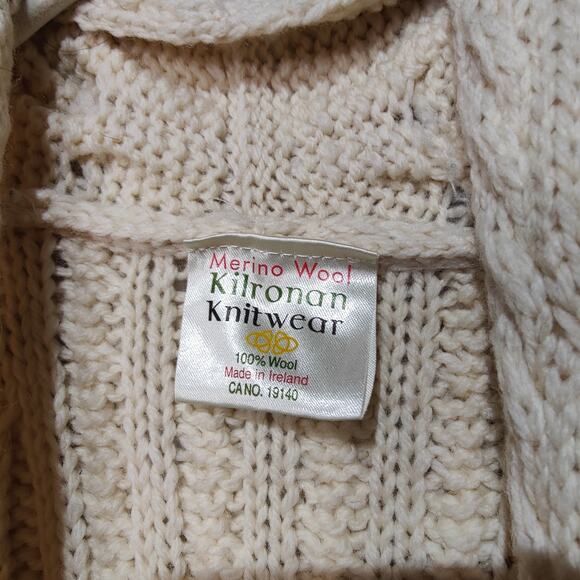 Merino Wool
Kilronan
Knitwear
100% Wool
Made in Ireland
CA NO. 19140